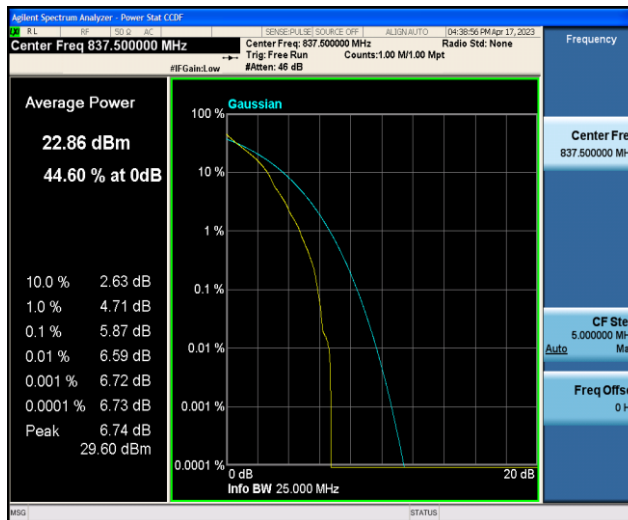 Agilent Spectrum Analyzer - Power Stat CCDF
RL RF 50 Ω AC SENSE:PULSE SOURCE OFF ALIGN AUTO 04:38:56 PM Apr 17, 2023
Center Freq 837.500000 MHz
Center Freq: 837.500000 MHz Radio Std: None
Trig: Free Run Counts:1.00 M/1.00 Mpt
#IFGain:Low #Atten: 46 dB
Frequency
Average Power
22.86 dBm
44.60 % at 0dB
10.0 % 2.63 dB
1.0 % 4.71 dB
0.1 % 5.87 dB
0.01 % 6.59 dB
0.001 % 6.72 dB
0.0001 % 6.73 dB
Peak 6.74 dB
29.60 dBm
Gaussian
100 %
10 %
1 %
0.1 %
0.01 %
0.001 %
0.0001 %
0 dB 20 dB
Info BW 25.000 MHz
Center Fre
837.500000 MH
CF Ste
5.000000 MH
Auto Ma
Freq Offs
0 H
MSG STATUS